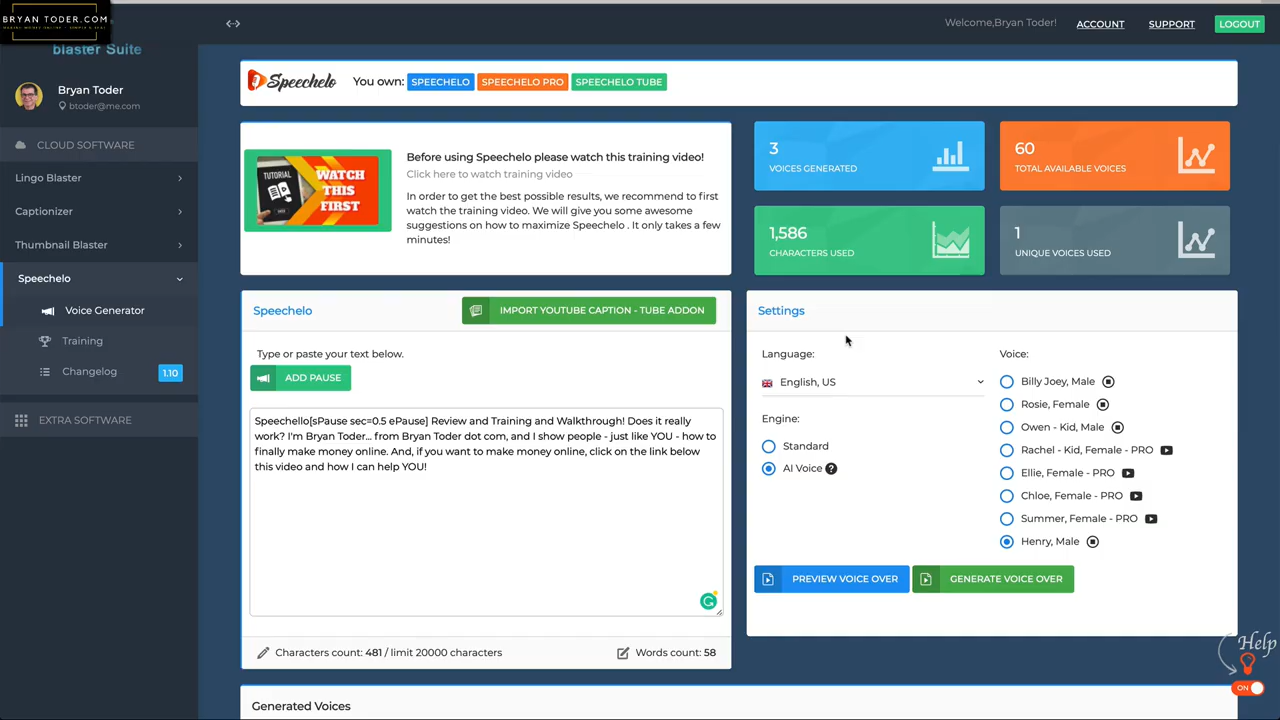 BRYAN TODER.COM
MAKING MONEY ONLINE - SIMPLE & REAL
blaster Suite
Welcome,Bryan Toder!
ACCOUNT
SUPPORT
LOGOUT
Bryan Toder
btoder@me.com
CLOUD SOFTWARE
Lingo Blaster
Captionizer
Thumbnail Blaster
Speechelo
Voice Generator
Training
Changelog
1.10
EXTRA SOFTWARE
Speechelo
You own: SPEECHELO SPEECHELO PRO SPEECHELO TUBE
TUTORIAL
WATCH
THIS
FIRST
Before using Speechelo please watch this training video!
Click here to watch training video
In order to get the best possible results, we recommend to first
watch the training video. We will give you some awesome
suggestions on how to maximize Speechelo . It only takes a few
minutes!
3
VOICES GENERATED
60
TOTAL AVAILABLE VOICES
1,586
CHARACTERS USED
1
UNIQUE VOICES USED
Speechelo
IMPORT YOUTUBE CAPTION - TUBE ADDON
Type or paste your text below.
ADD PAUSE
Speechello[sPause sec=0.5 ePause] Review and Training and Walkthrough! Does it really
work? I'm Bryan Toder... from Bryan Toder dot com, and I show people - just like YOU - how to
finally make money online. And, if you want to make money online, click on the link below
this video and how I can help YOU!
Characters count: 481 / limit 20000 characters
Words count: 58
Settings
Language:
English, US
Engine:
Standard
AI Voice
Voice:
Billy Joey, Male
Rosie, Female
Owen - Kid, Male
Rachel - Kid, Female - PRO
Ellie, Female - PRO
Chloe, Female - PRO
Summer, Female - PRO
Henry, Male
PREVIEW VOICE OVER
GENERATE VOICE OVER
Help
ON
Generated Voices